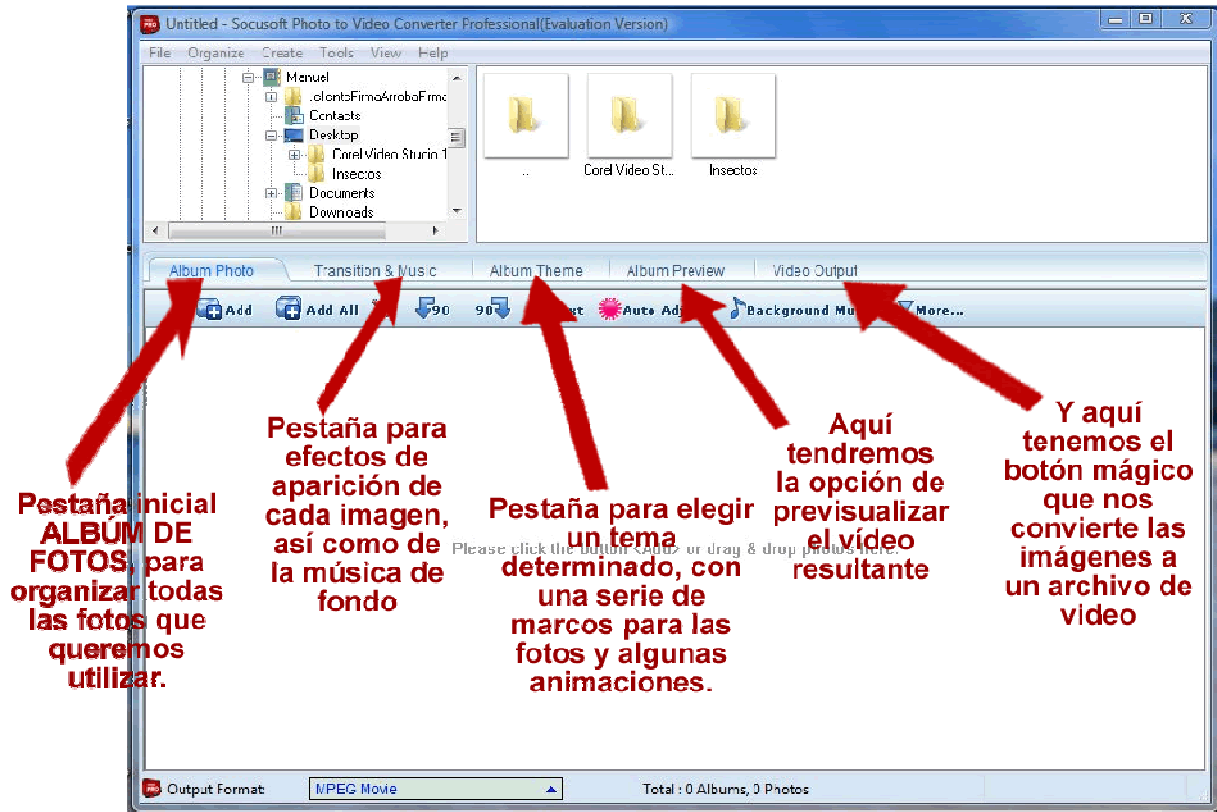 Untitled - Socusoft Photo to Video Converter Professional(Evaluation Version)
File Organize Create Tools View Help
Manuel
Contacts
Desktop
Corel Video Studio 1
Insectos
Documents
Downloads
..
Corel Video St...
Insectos
Album Photo
Transition & Music
Album Theme
Album Preview
Video Output
Add
Add All
90
90
Auto
Background
More...
Pestaña inicial
ALBÚM DE
FOTOS, para
organizar todas
las fotos que
queremos
utilizar.
Pestaña para
efectos de
aparición de
cada imagen,
así como de
la música de
fondo
Pestaña para elegir
un tema
determinado, con
una serie de
marcos para las
fotos y algunas
animaciones.
Aquí
tendremos
la opción de
previsualizar
el vídeo
resultante
Y aquí
tenemos el
botón mágico
que nos
convierte las
imágenes a
un archivo de
video
Please click the button <Add> or drag & drop photos here.
Output Format
MPEG Movie
Total : 0 Albums, 0 Photos